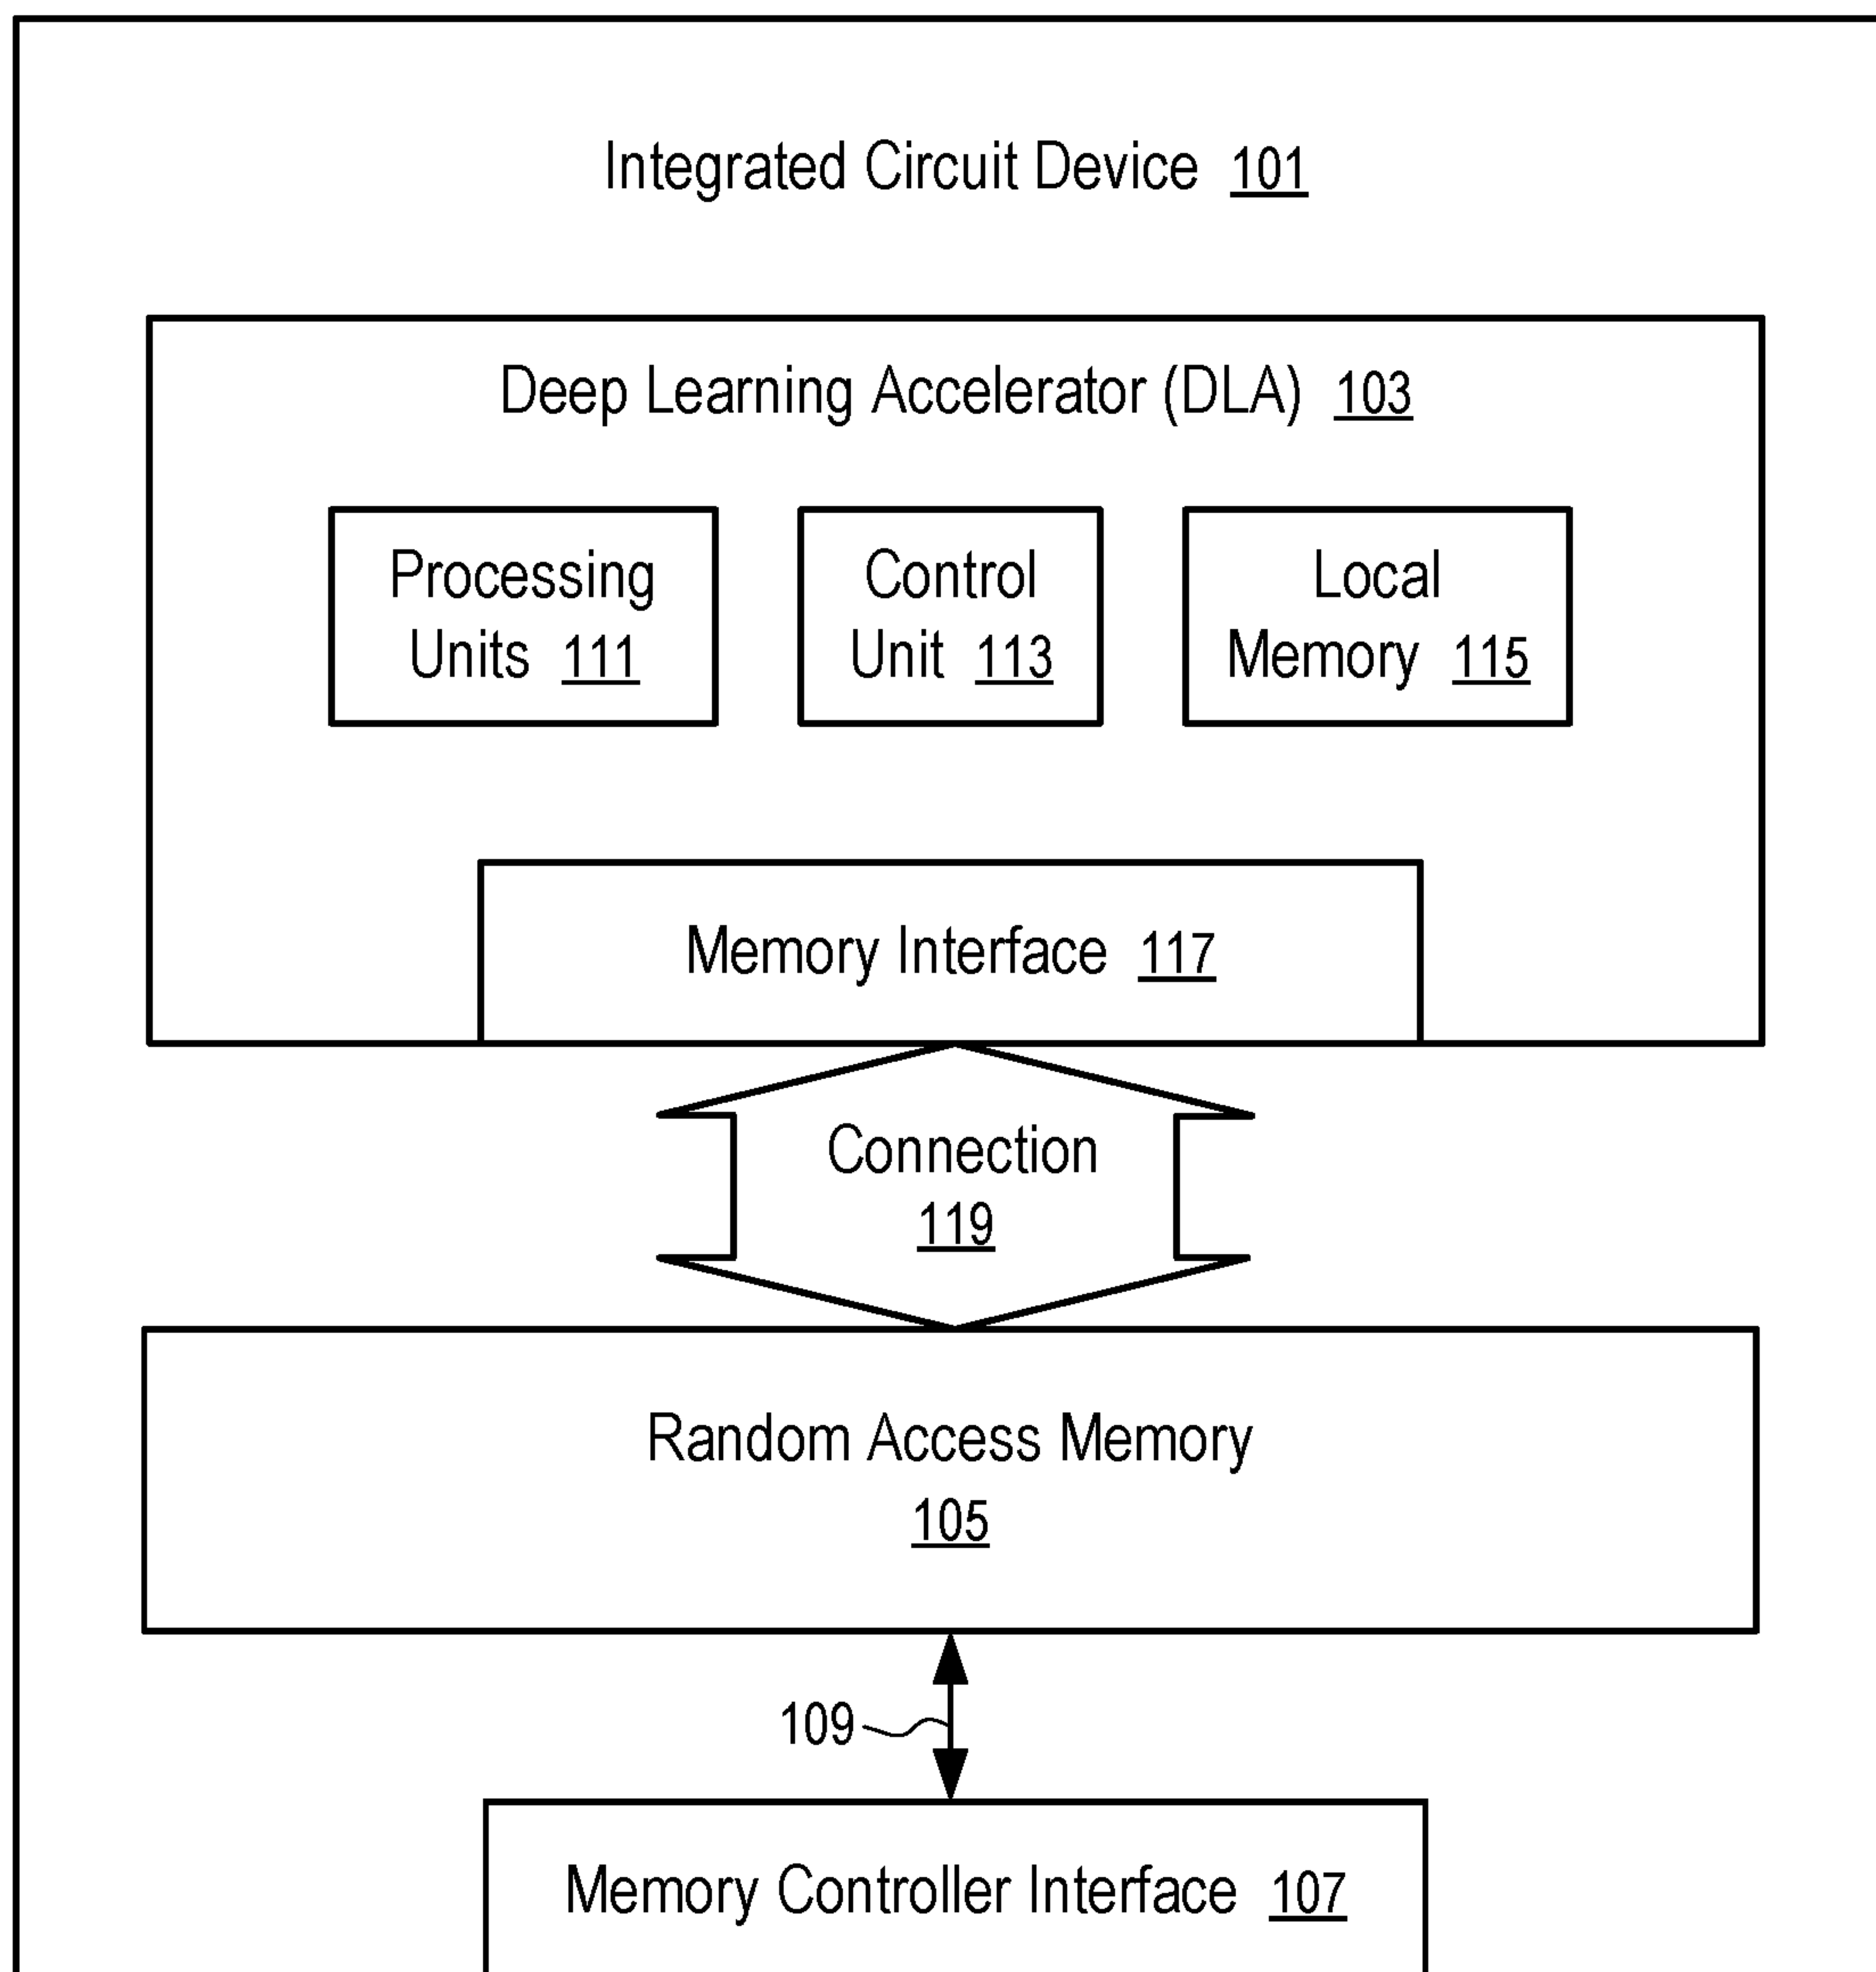 Integrated Circuit Device 101
Deep Learning Accelerator (DLA) 103
Processing
Units 111
Control
Unit 113
Local
Memory 115
Memory Interface 117
Connection
119
Random Access Memory
105
109
Memory Controller Interface 107